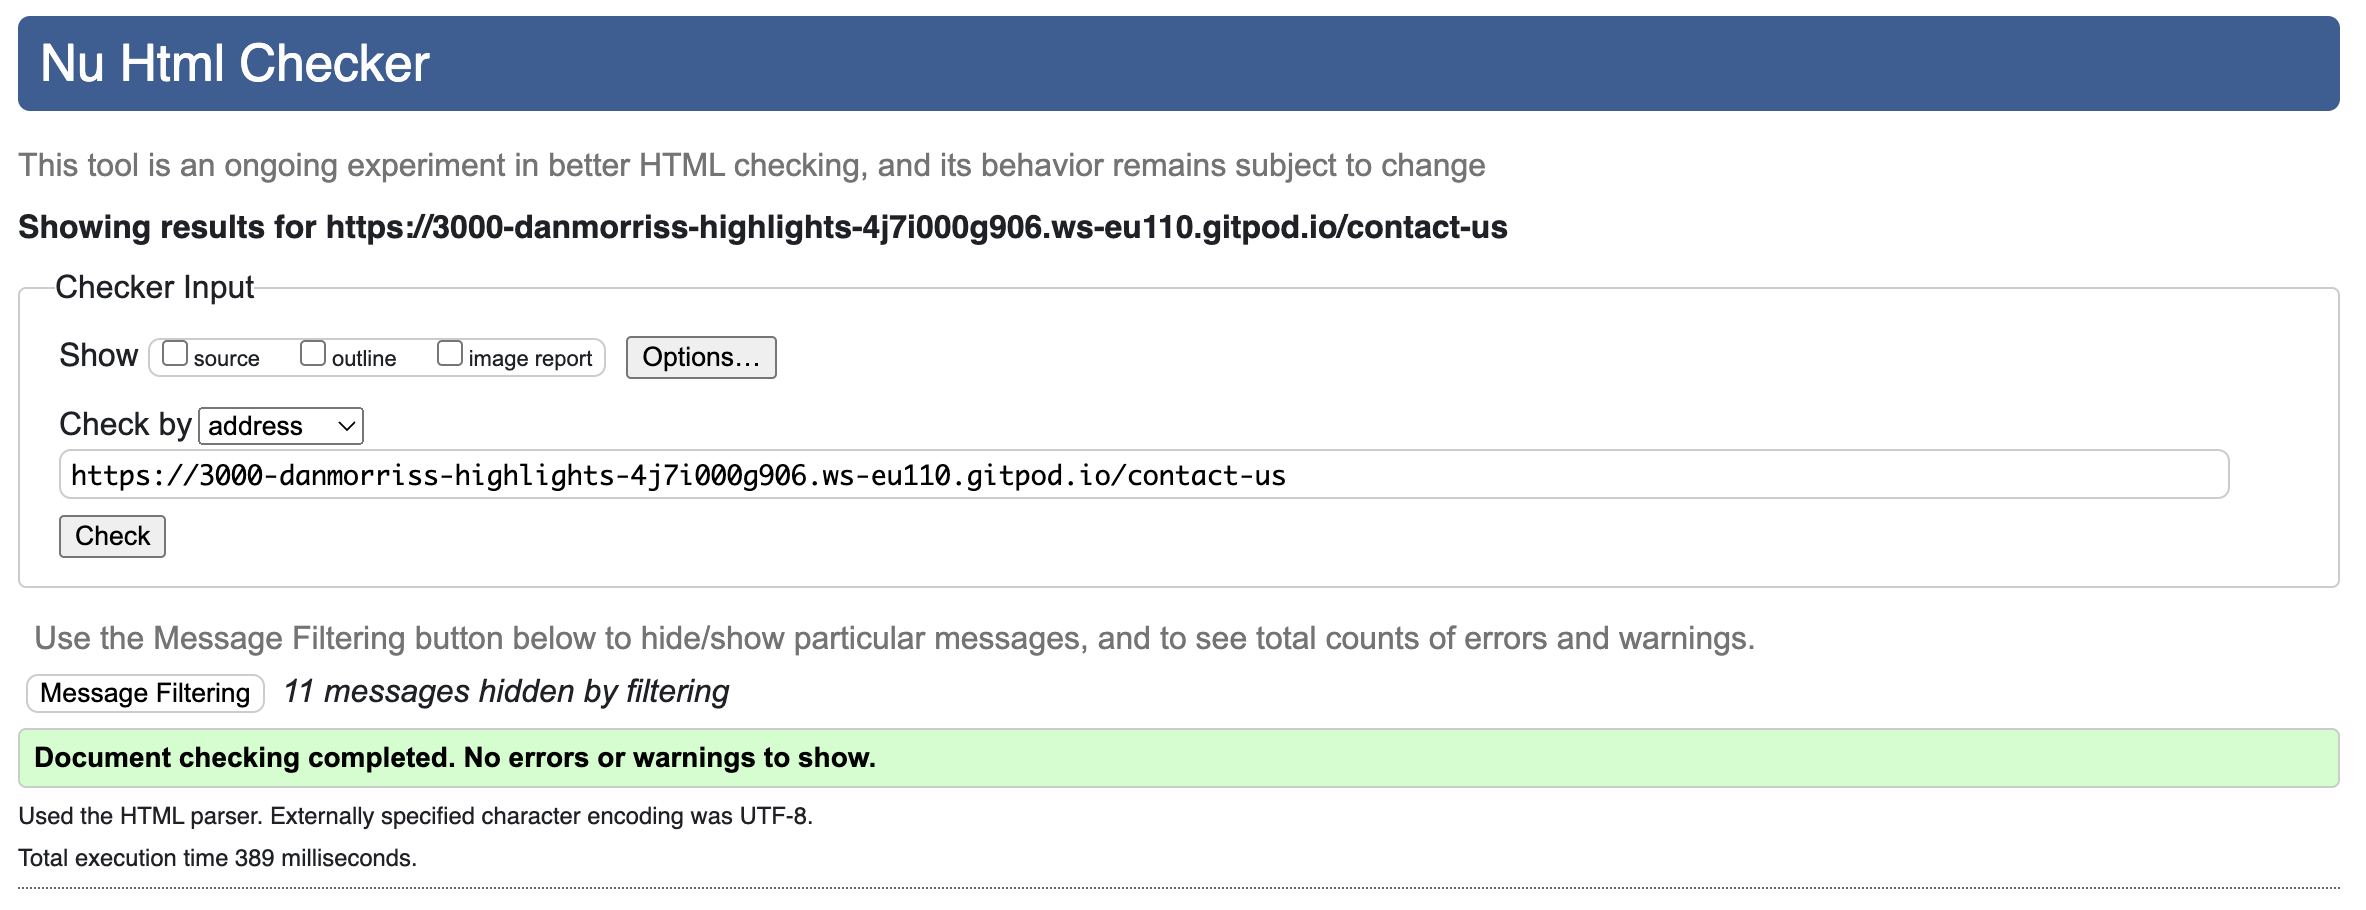 Nu Html Checker
This tool is an ongoing experiment in better HTML checking, and its behavior remains subject to change
Showing results for https://3000-danmorriss-highlights-4j7i000g906.ws-eu110.gitpod.io/contact-us
Checker Input
Show source outline image report Options...
Check by address
https://3000-danmorriss-highlights-4j7i000g906.ws-eu110.gitpod.io/contact-us
Check
Use the Message Filtering button below to hide/show particular messages, and to see total counts of errors and warnings.
Message Filtering 11 messages hidden by filtering
Document checking completed. No errors or warnings to show.
Used the HTML parser. Externally specified character encoding was UTF-8.
Total execution time 389 milliseconds.